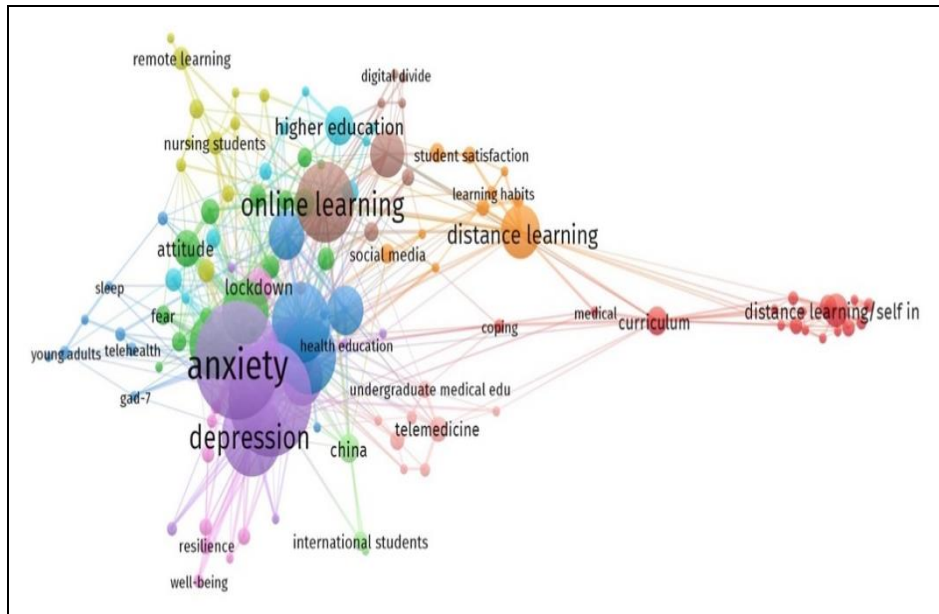 remote learning
digital divide
higher education
nursing students
student satisfaction
learning habits
online learning
distance learning
attitude
social media
lockdown
sleep
distance learning/self in
fear
medical
curriculum
coping
young adults
telehealth
health education
anxiety
undergraduate medical edu
gad-7
telemedicine
depression
china
resilience
international students
well-being